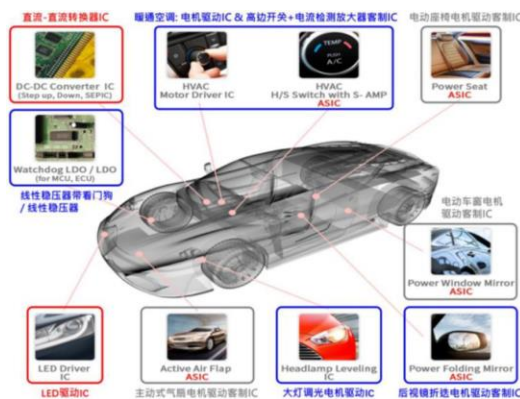 直流-直流转换器IC
DC-DC Converter IC
(Step up, Down, SEPIC)
暖通空调: 电机驱动IC & 高边开关+电流检测放大器客制IC
HVAC
Motor Driver IC
TEMP
PUSH
A/C
HVAC
H/S Switch with S- AMP
ASIC
电动座椅电机驱动客制IC
Power Seat
ASIC
Watchdog LDO / LDO
(for MCU, ECU)
线性稳压器带看门狗
/ 线性稳压器
电动车窗电机
驱动客制IC
Power Window Mirror
ASIC
LED Driver
IC
LED驱动IC
Active Air Flap
ASIC
主动式气扇电机驱动客制IC
Headlamp Leveling
IC
大灯调光电机驱动IC
Power Folding Mirror
ASIC
后视镜折迭电机驱动客制IC